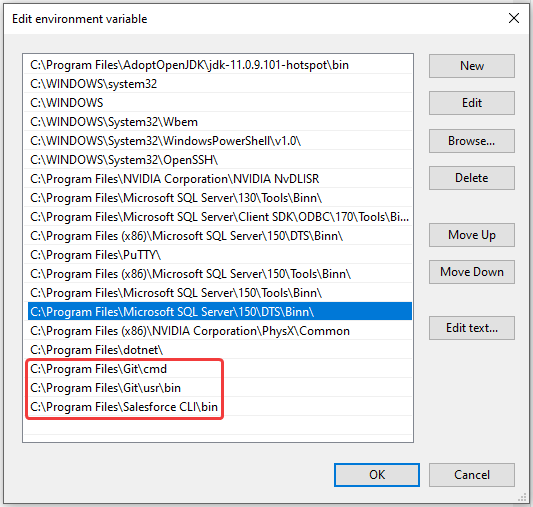 Edit environment variable
C:\Program Files\AdoptOpenJDK\jdk-11.0.9.101-hotspot\bin
New
C:\WINDOWS\system32
C:\WINDOWS
Edit
C:\WINDOWS\System32\Wbem
C:\WINDOWS\System32\WindowsPowerShell\v1.0\
Browse...
C:\WINDOWS\System32\OpenSSH\
C:\Program Files\NVIDIA Corporation\NVIDIA NvDLISR
Delete
C:\Program Files\Microsoft SQL Server\130\Tools\Binn\
C:\Program Files\Microsoft SQL Server\Client SDK\ODBC\170\Tools\Bi...
C:\Program Files (x86)\Microsoft SQL Server\150\DTS\Binn\
Move Up
C:\Program Files\PuTTY\
C:\Program Files (x86)\Microsoft SQL Server\150\Tools\Binn\
Move Down
C:\Program Files\Microsoft SQL Server\150\Tools\Binn\
C:\Program Files\Microsoft SQL Server\150\DTS\Binn\
C:\Program Files (x86)\NVIDIA Corporation\PhysX\Common
Edit text...
C:\Program Files\dotnet\
C:\Program Files\Git\cmd
C:\Program Files\Git\usr\bin
C:\Program Files\Salesforce CLI\bin
OK
Cancel